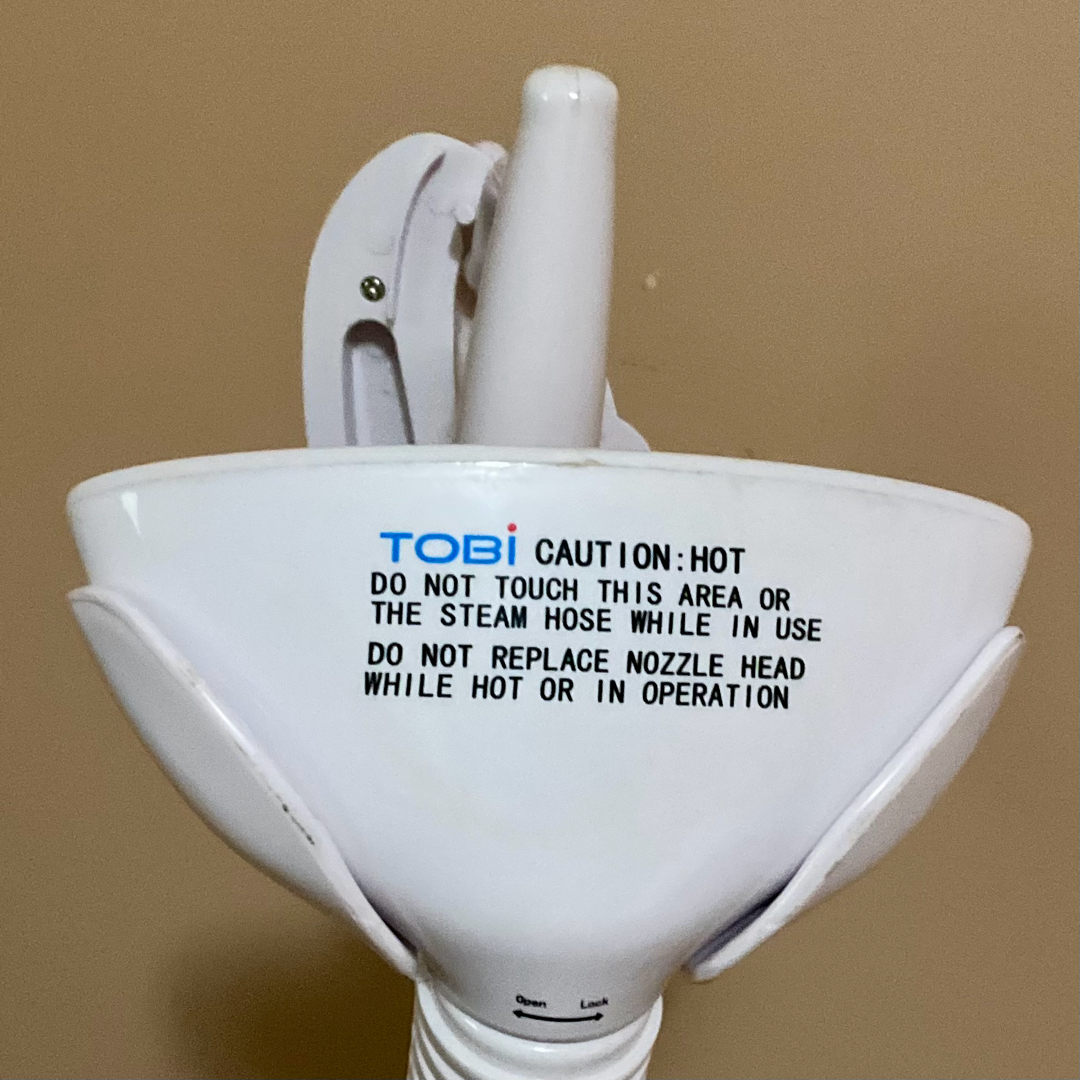 TOBi CAUTION:HOT
DO NOT TOUCH THIS AREA OR
THE STEAM HOSE WHILE IN USE
DO NOT REPLACE NOZZLE HEAD
WHILE HOT OR IN OPERATION
Open Lock